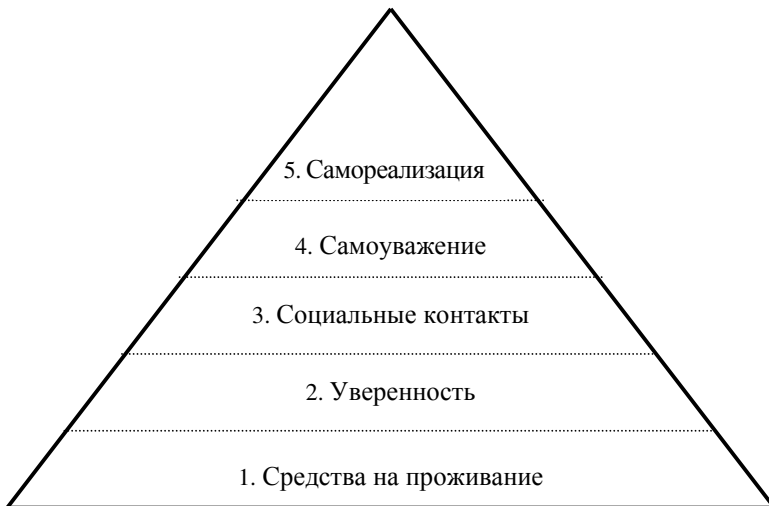 5. Самореализация
4. Самоуважение
3. Социальные контакты
2. Уверенность
1. Средства на проживание